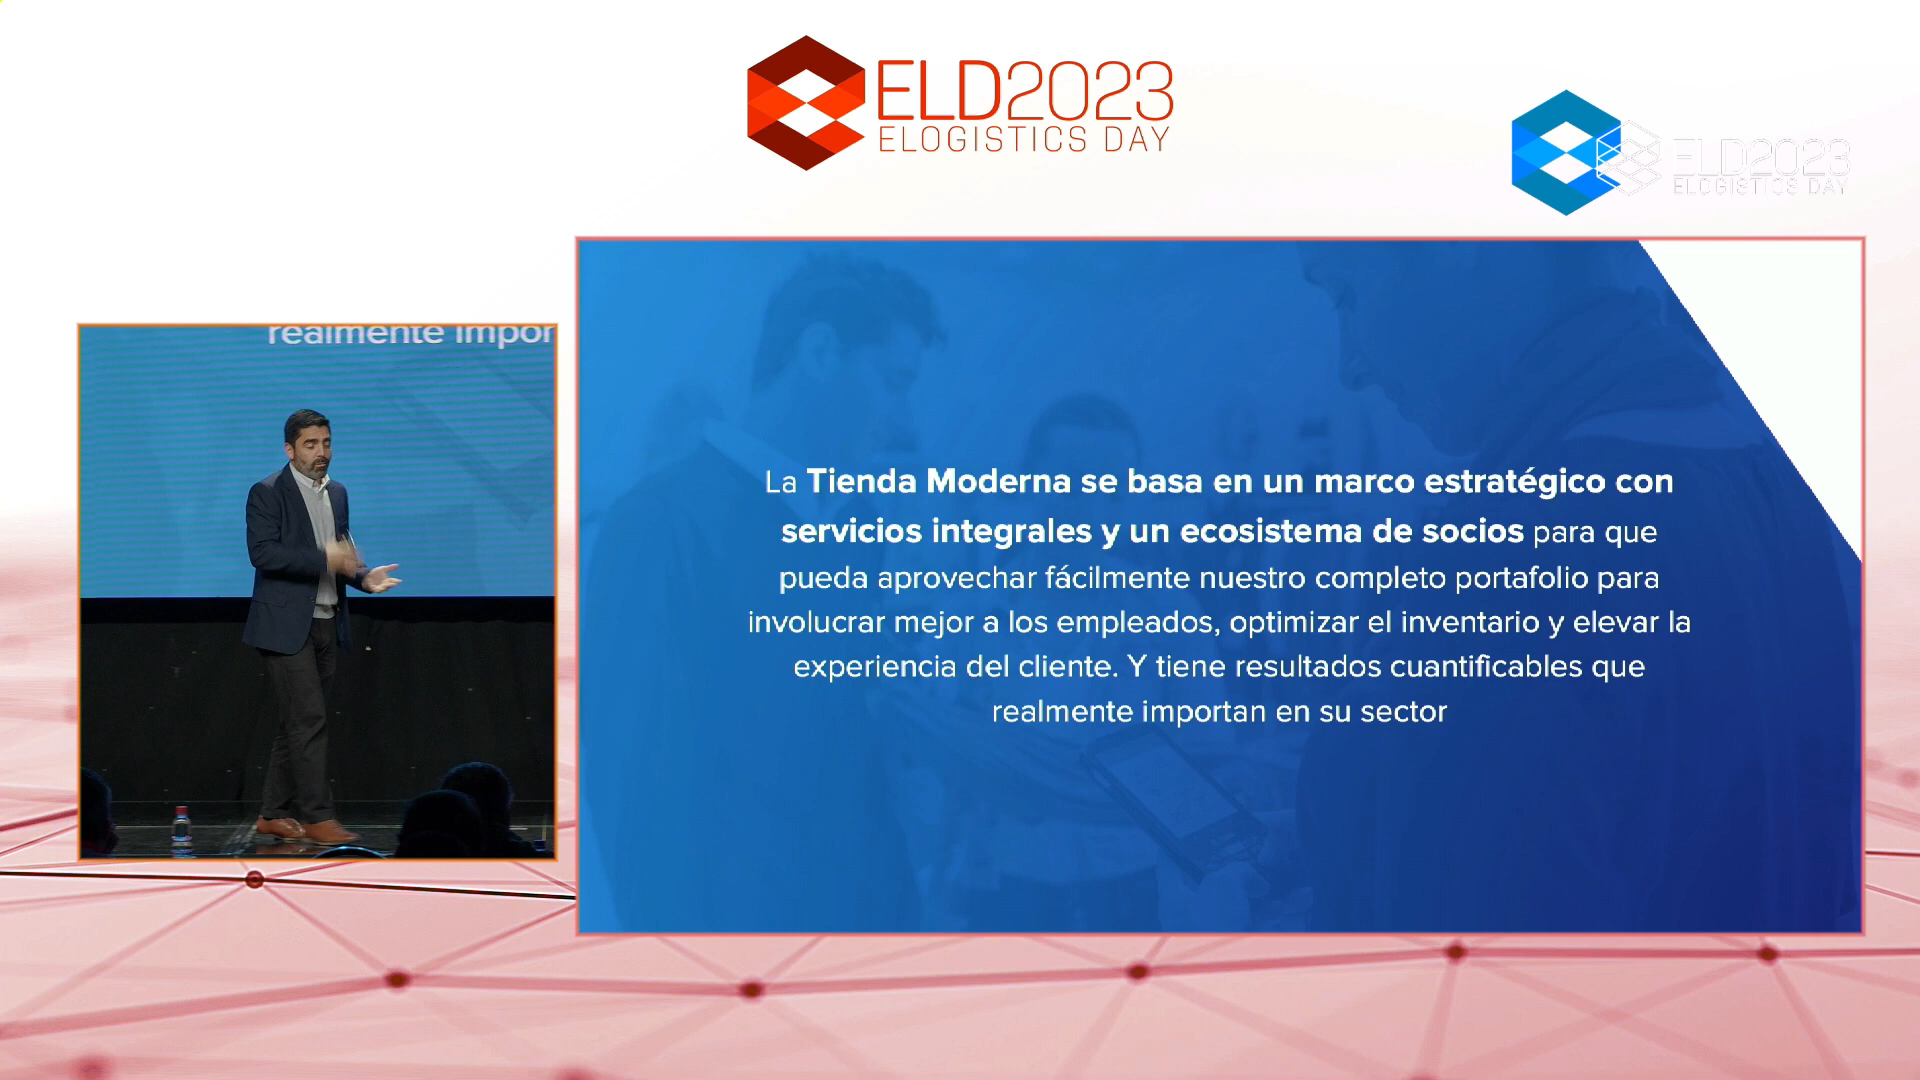 ELD2023
ELOGISTICS DAY
ELD2023
ELOGISTICS DAY
realmente impor
La Tienda Moderna se basa en un marco estratégico con
servicios integrales y un ecosistema de socios para que
pueda aprovechar fácilmente nuestro completo portafolio para
involucrar mejor a los empleados, optimizar el inventario y elevar la
experiencia del cliente. Y tiene resultados cuantificables que
realmente importan en su sector